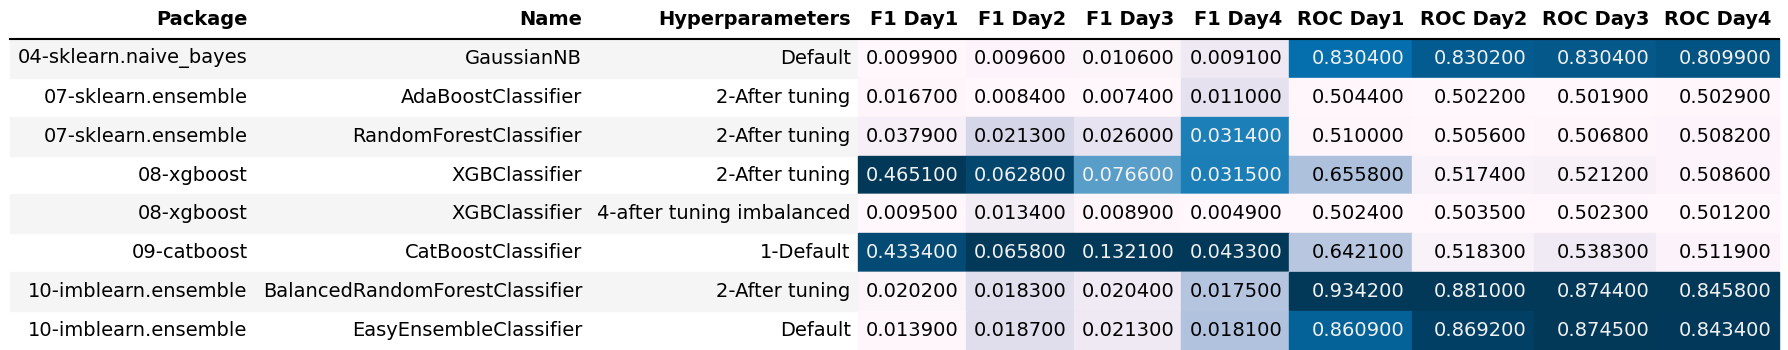 Package Name Hyperparameters F1 Day1 F1 Day2 F1 Day3 F1 Day4 ROC Day1 ROC Day2 ROC Day3 ROC Day4
04-sklearn.naive_bayes GaussianNB Default 0.009900 0.009600 0.010600 0.009100 0.830400 0.830200 0.830400 0.809900
07-sklearn.ensemble AdaBoostClassifier 2-After tuning 0.016700 0.008400 0.007400 0.011000 0.504400 0.502200 0.501900 0.502900
07-sklearn.ensemble RandomForestClassifier 2-After tuning 0.037900 0.021300 0.026000 0.031400 0.510000 0.505600 0.506800 0.508200
08-xgboost XGBClassifier 2-After tuning 0.465100 0.062800 0.076600 0.031500 0.655800 0.517400 0.521200 0.508600
08-xgboost XGBClassifier 4-after tuning imbalanced 0.009500 0.013400 0.008900 0.004900 0.502400 0.503500 0.502300 0.501200
09-catboost CatBoostClassifier 1-Default 0.433400 0.065800 0.132100 0.043300 0.642100 0.518300 0.538300 0.511900
10-imblearn.ensemble BalancedRandomForestClassifier 2-After tuning 0.020200 0.018300 0.020400 0.017500 0.934200 0.881000 0.874400 0.845800
10-imblearn.ensemble EasyEnsembleClassifier Default 0.013900 0.018700 0.021300 0.018100 0.860900 0.869200 0.874500 0.843400